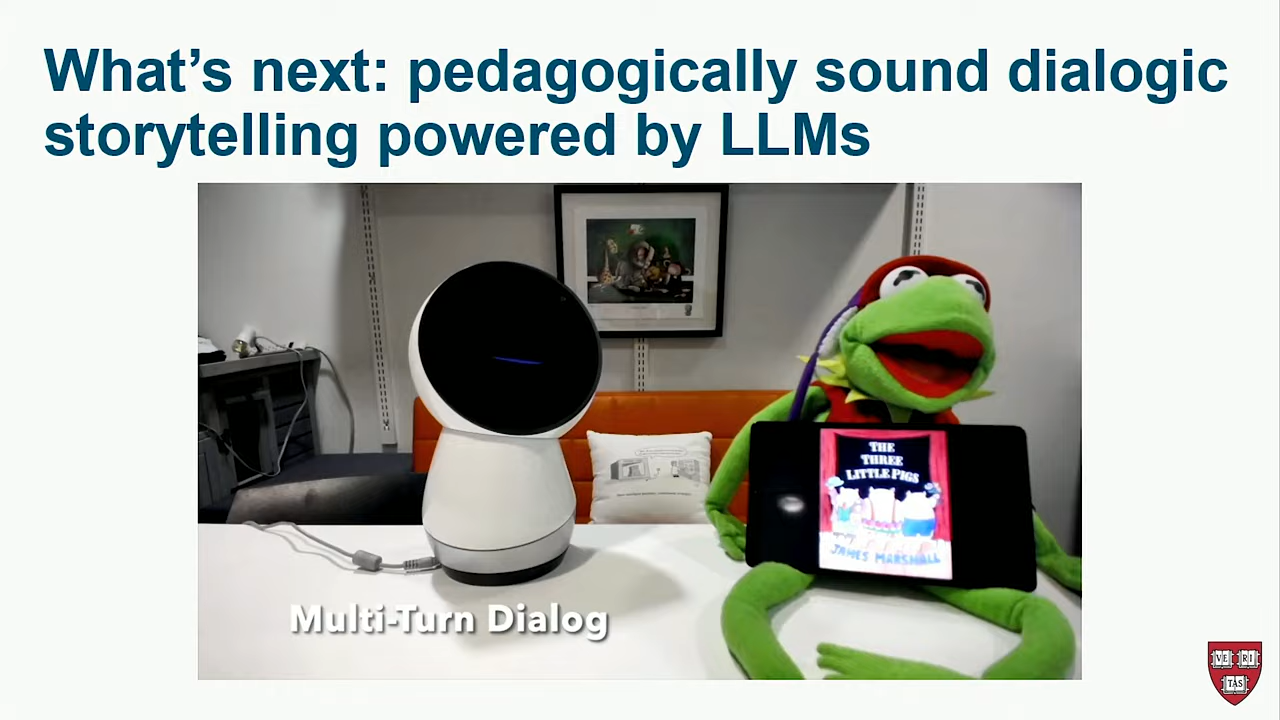 What’s next: pedagogically sound dialogic
storytelling powered by LLMs
THE
THREE
LITTLE PIGS
JAMES MARSHALL
Multi-Turn Dialog
VE RI
TAS